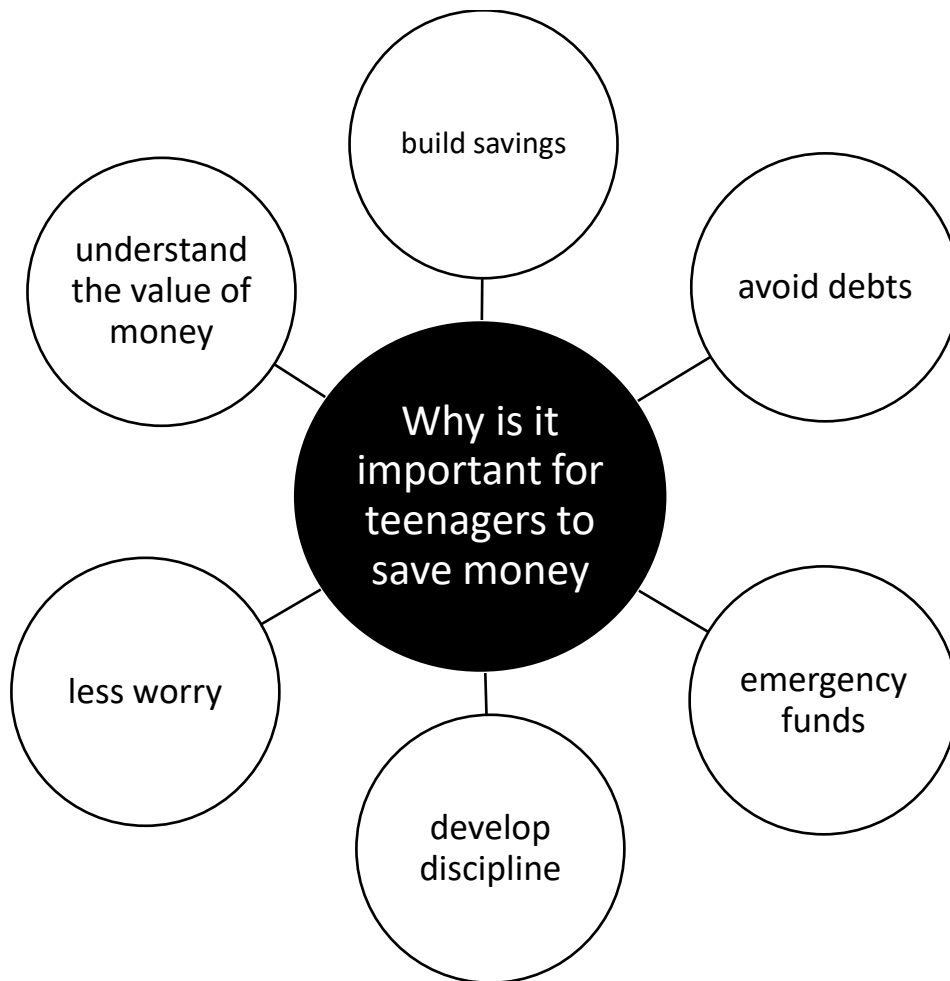 build savings
understand
the value of
money
avoid debts
Why is it
important for
teenagers to
save money
less worry
emergency
funds
develop
discipline